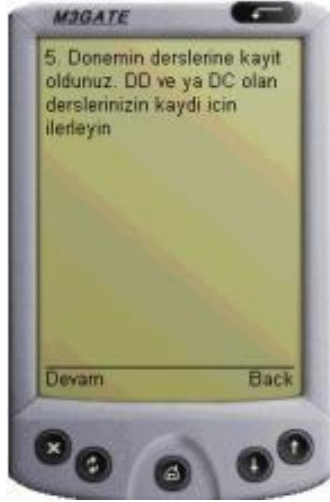 M3GATE
5. Donemin derslerine kayit
oldunuz. DD ve ya DC olan
derslerinizin kaydi icin
ilerleyin
Devam Back